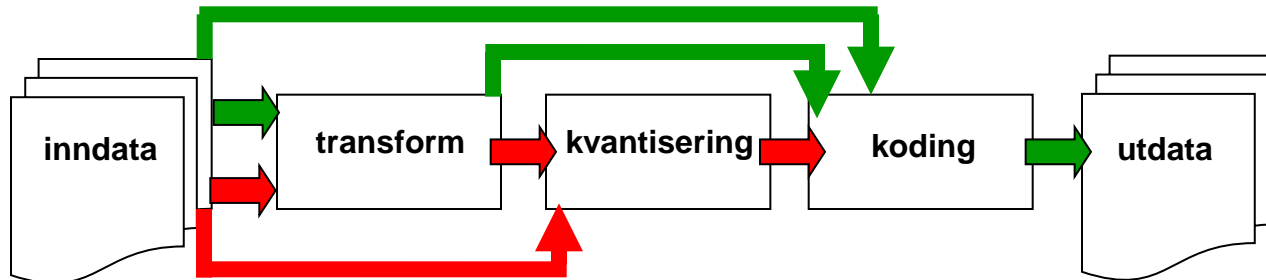 inndata
transform
kvantisering
koding
utdata